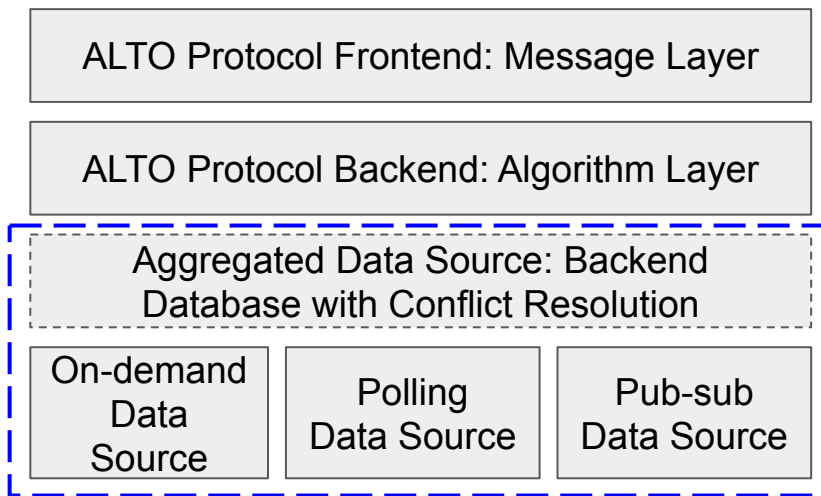 ALTO Protocol Frontend: Message Layer
ALTO Protocol Backend: Algorithm Layer
Aggregated Data Source: Backend
Database with Conflict Resolution
On-demand
Data
Source
Polling
Data Source
Pub-sub
Data Source